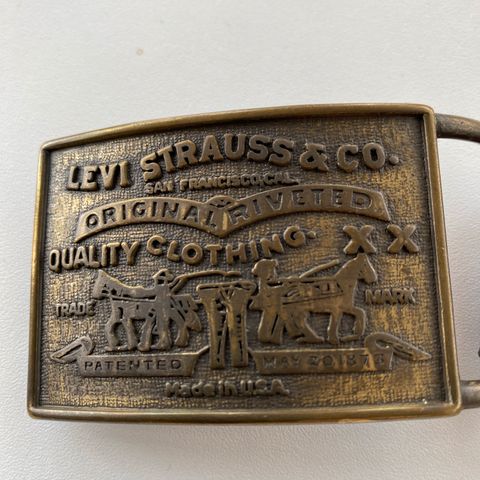 LEVI STRAUSS & CO.
SAN FRANCISCO, CAL.
ORIGINAL RIVETED
QUALITY CLOTHING. XX
TRADE MARK
PATENTED MAY 20 1873
Made in U.S.A.